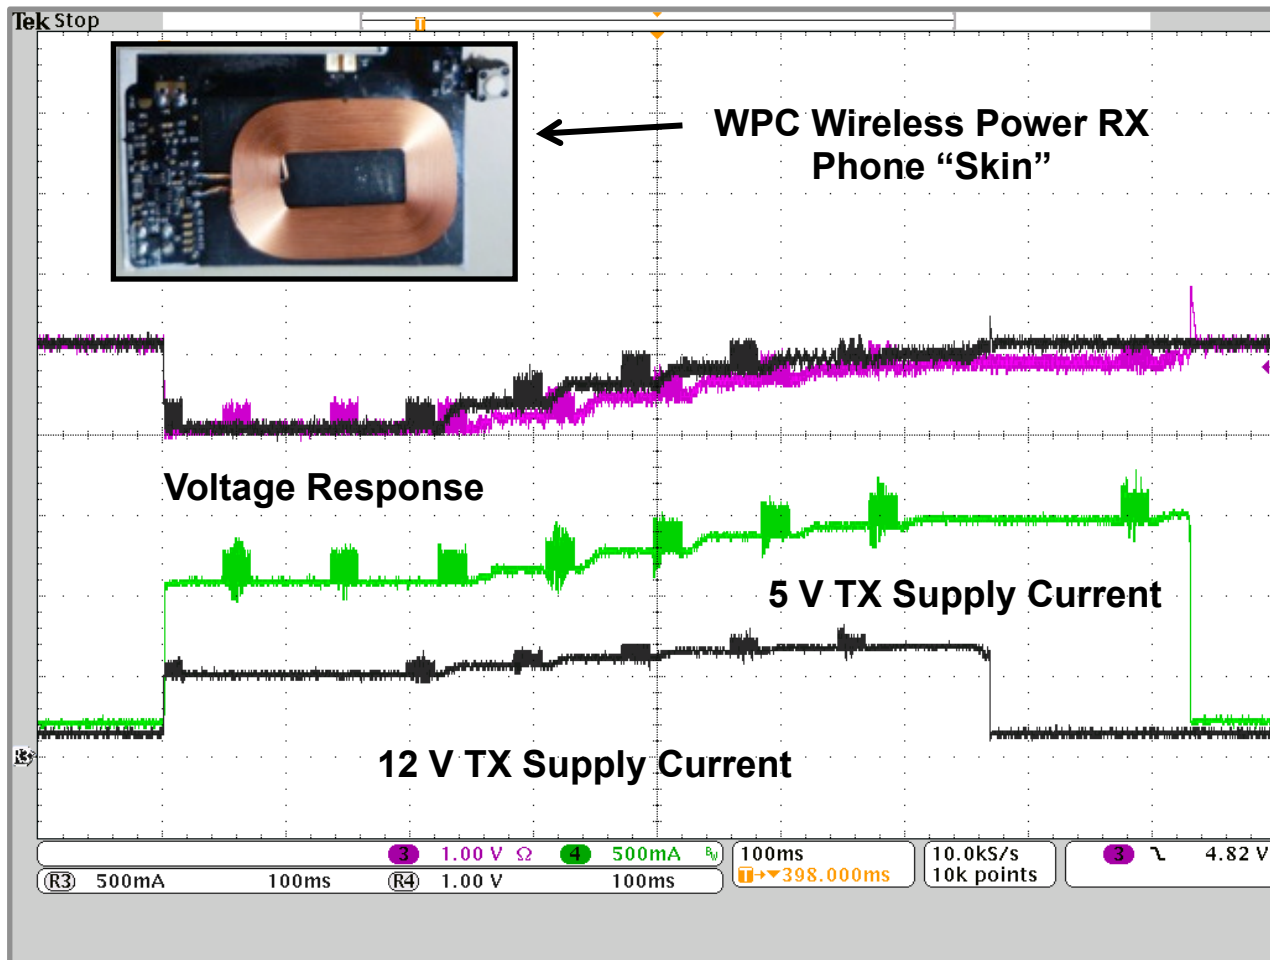 Tek Stop
T
WPC Wireless Power RX
Phone “Skin”
Voltage Response
5 V TX Supply Current
12 V TX Supply Current
3 1.00 V Ω 4 500mA BW
100ms
T→▼398.000ms
10.0kS/s
10k points
3 4.82 V
R3 500mA 100ms R4 1.00 V 100ms